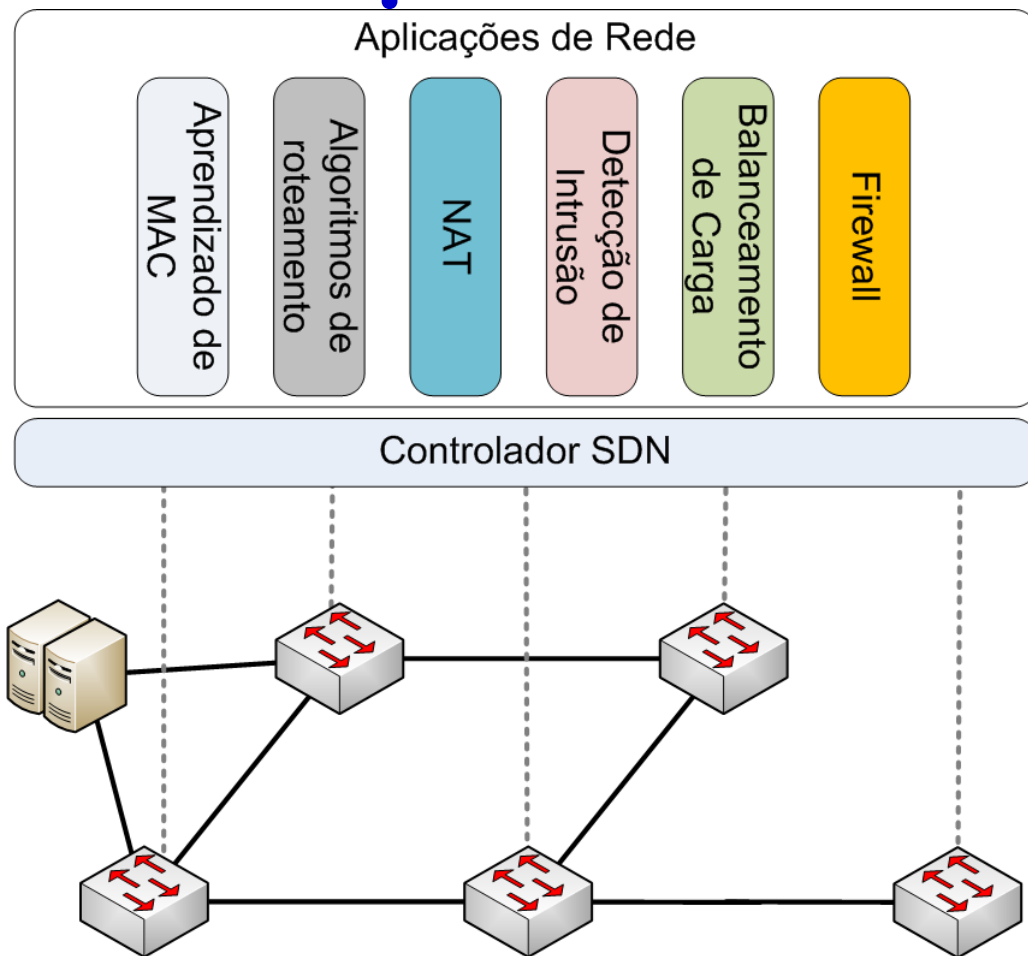 Aplicações de Rede
Aprendizado de
MAC
Algoritmos de
roteamento
NAT
Detecção de
Intrusão
Balanceamento
de Carga
Firewall
Controlador SDN